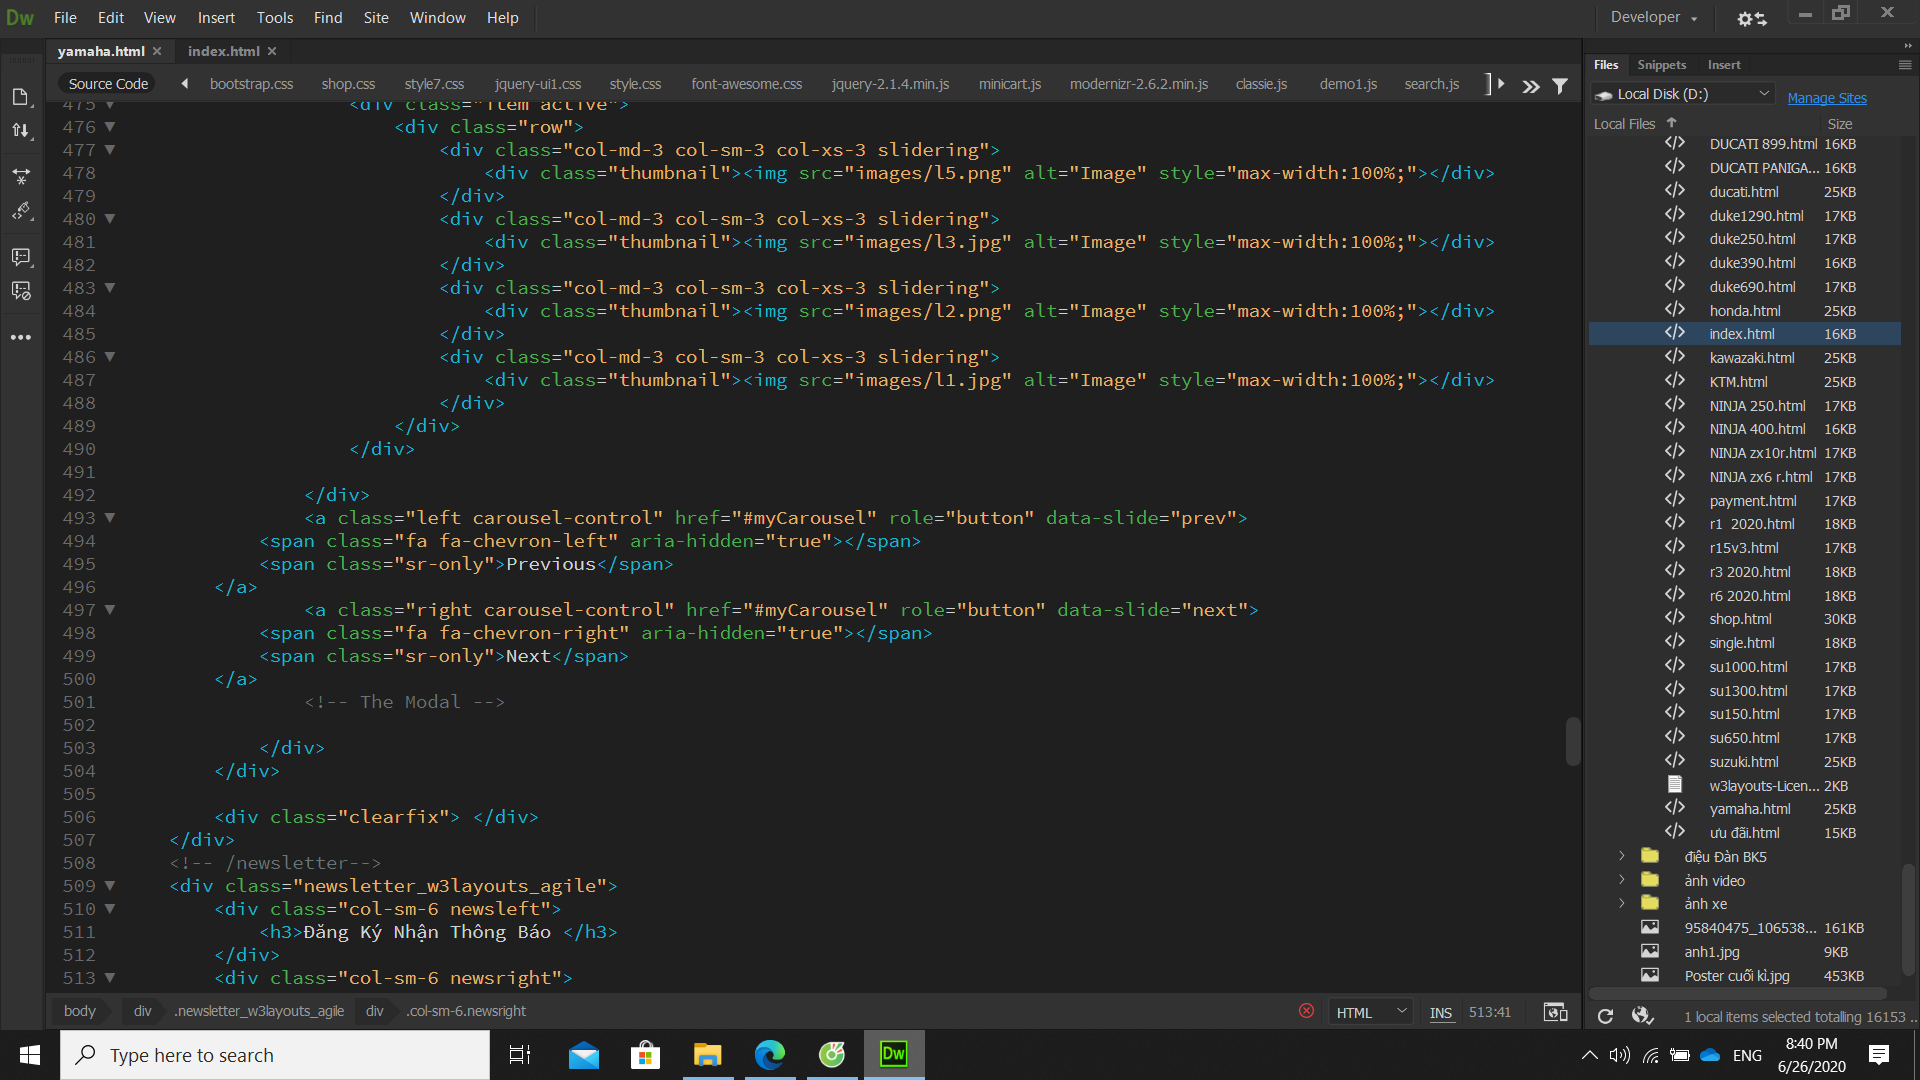 Dw File Edit View Insert Tools Find Site Window Help Developer
yamaha.html × index.html ×
Source Code bootstrap.css shop.css style7.css jquery-ui1.css style.css font-awesome.css jquery-2.1.4.min.js minicart.js modernizr-2.6.2.min.js classie.js demo1.js search.js
475 <div class="item active">
476 <div class="row">
477 <div class="col-md-3 col-sm-3 col-xs-3 slidering">
478 <div class="thumbnail"><img src="images/l5.png" alt="Image" style="max-width:100%;"></div>
479 </div>
480 <div class="col-md-3 col-sm-3 col-xs-3 slidering">
481 <div class="thumbnail"><img src="images/l3.jpg" alt="Image" style="max-width:100%;"></div>
482 </div>
483 <div class="col-md-3 col-sm-3 col-xs-3 slidering">
484 <div class="thumbnail"><img src="images/l2.png" alt="Image" style="max-width:100%;"></div>
485 </div>
486 <div class="col-md-3 col-sm-3 col-xs-3 slidering">
487 <div class="thumbnail"><img src="images/l1.jpg" alt="Image" style="max-width:100%;"></div>
488 </div>
489 </div>
490 </div>
491
492 </div>
493 <a class="left carousel-control" href="#myCarousel" role="button" data-slide="prev">
494 <span class="fa fa-chevron-left" aria-hidden="true"></span>
495 <span class="sr-only">Previous</span>
496 </a>
497 <a class="right carousel-control" href="#myCarousel" role="button" data-slide="next">
498 <span class="fa fa-chevron-right" aria-hidden="true"></span>
499 <span class="sr-only">Next</span>
500 </a>
501 <!-- The Modal -->
502
503 </div>
504 </div>
505
506 <div class="clearfix"> </div>
507 </div>
508 <!-- /newsletter-->
509 <div class="newsletter_w3layouts_agile">
510 <div class="col-sm-6 newsleft">
511 <h3>Đăng Ký Nhận Thông Báo </h3>
512 </div>
513 <div class="col-sm-6 newsright">
body div .newsletter_w3layouts_agile div .col-sm-6.newsright HTML INS 513:41
Files Snippets Insert
Local Disk (D:) Manage Sites
Local Files Size
DUCATI 899.html 16KB
DUCATI PANIGA... 16KB
ducati.html 25KB
duke1290.html 17KB
duke250.html 17KB
duke390.html 16KB
duke690.html 17KB
honda.html 25KB
index.html 16KB
kawazaki.html 25KB
KTM.html 25KB
NINJA 250.html 17KB
NINJA 400.html 16KB
NINJA zx10r.html 17KB
NINJA zx6 r.html 17KB
payment.html 17KB
r1 2020.html 18KB
r15v3.html 17KB
r3 2020.html 18KB
r6 2020.html 18KB
shop.html 30KB
single.html 18KB
su1000.html 17KB
su1300.html 17KB
su150.html 17KB
su650.html 17KB
suzuki.html 25KB
w3layouts-Licen... 2KB
yamaha.html 25KB
ưu đãi.html 15KB
điệu Đàn BK5
ảnh video
ảnh xe
95840475_106538... 161KB
anh1.jpg 9KB
Poster cuối kì.jpg 453KB
1 local items selected totalling 16153 ..
Type here to search
Dw
ENG
8:40 PM
6/26/2020